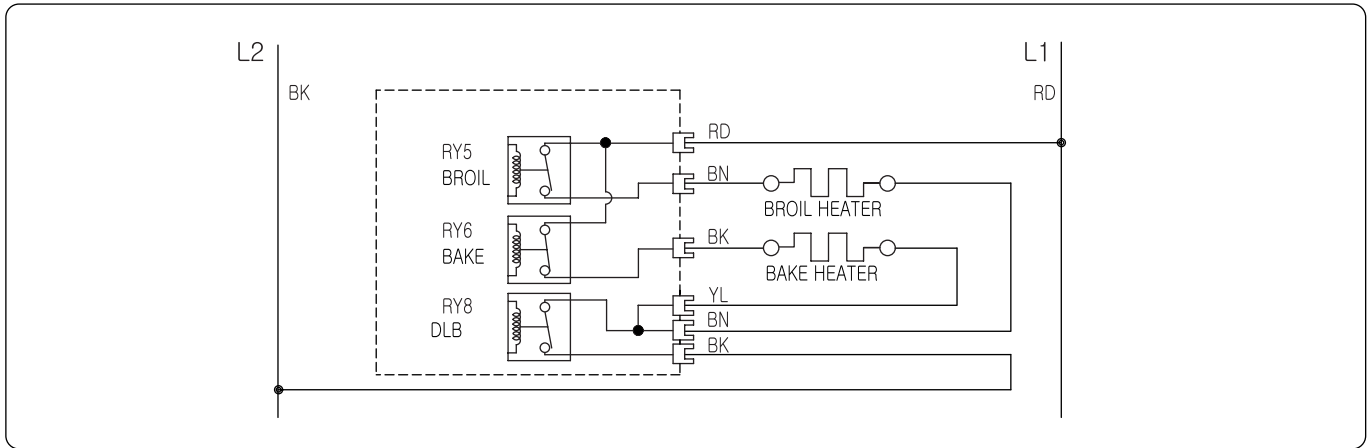 L2
L1
BK
RD
RY5
BROIL
RD
BN
BROIL HEATER
RY6
BAKE
BK
BAKE HEATER
RY8
DLB
YL
BN
BK